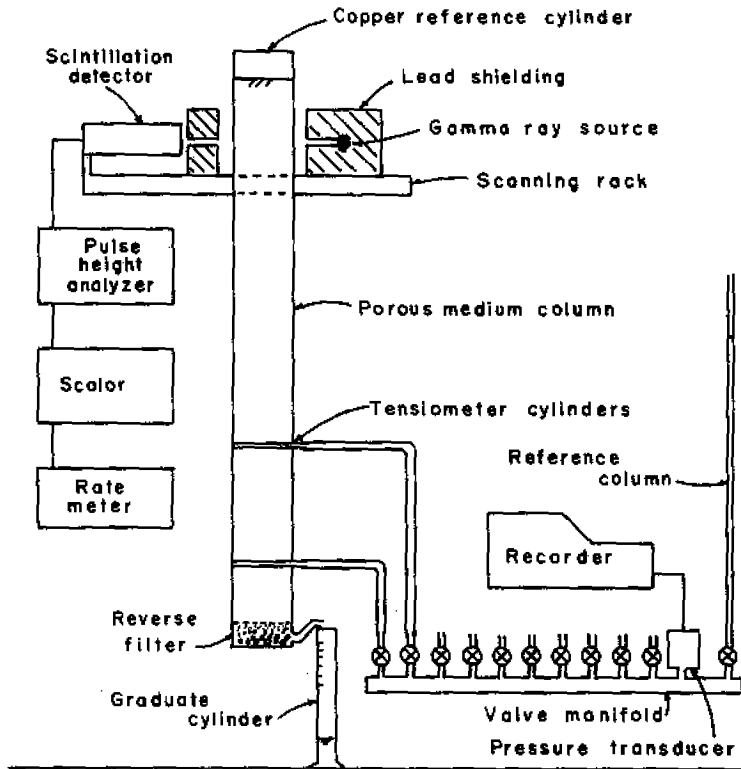 Copper reference cylinder
Scintillation
detector
Lead shielding
Gamma ray source
Scanning rack
Pulse
height
analyzer
Porous medium column
Scalor
Tensiometer cylinders
Reference
column
Rate
meter
Recorder
Reverse
filter
Graduate
cylinder
Valve manifold
Pressure transducer